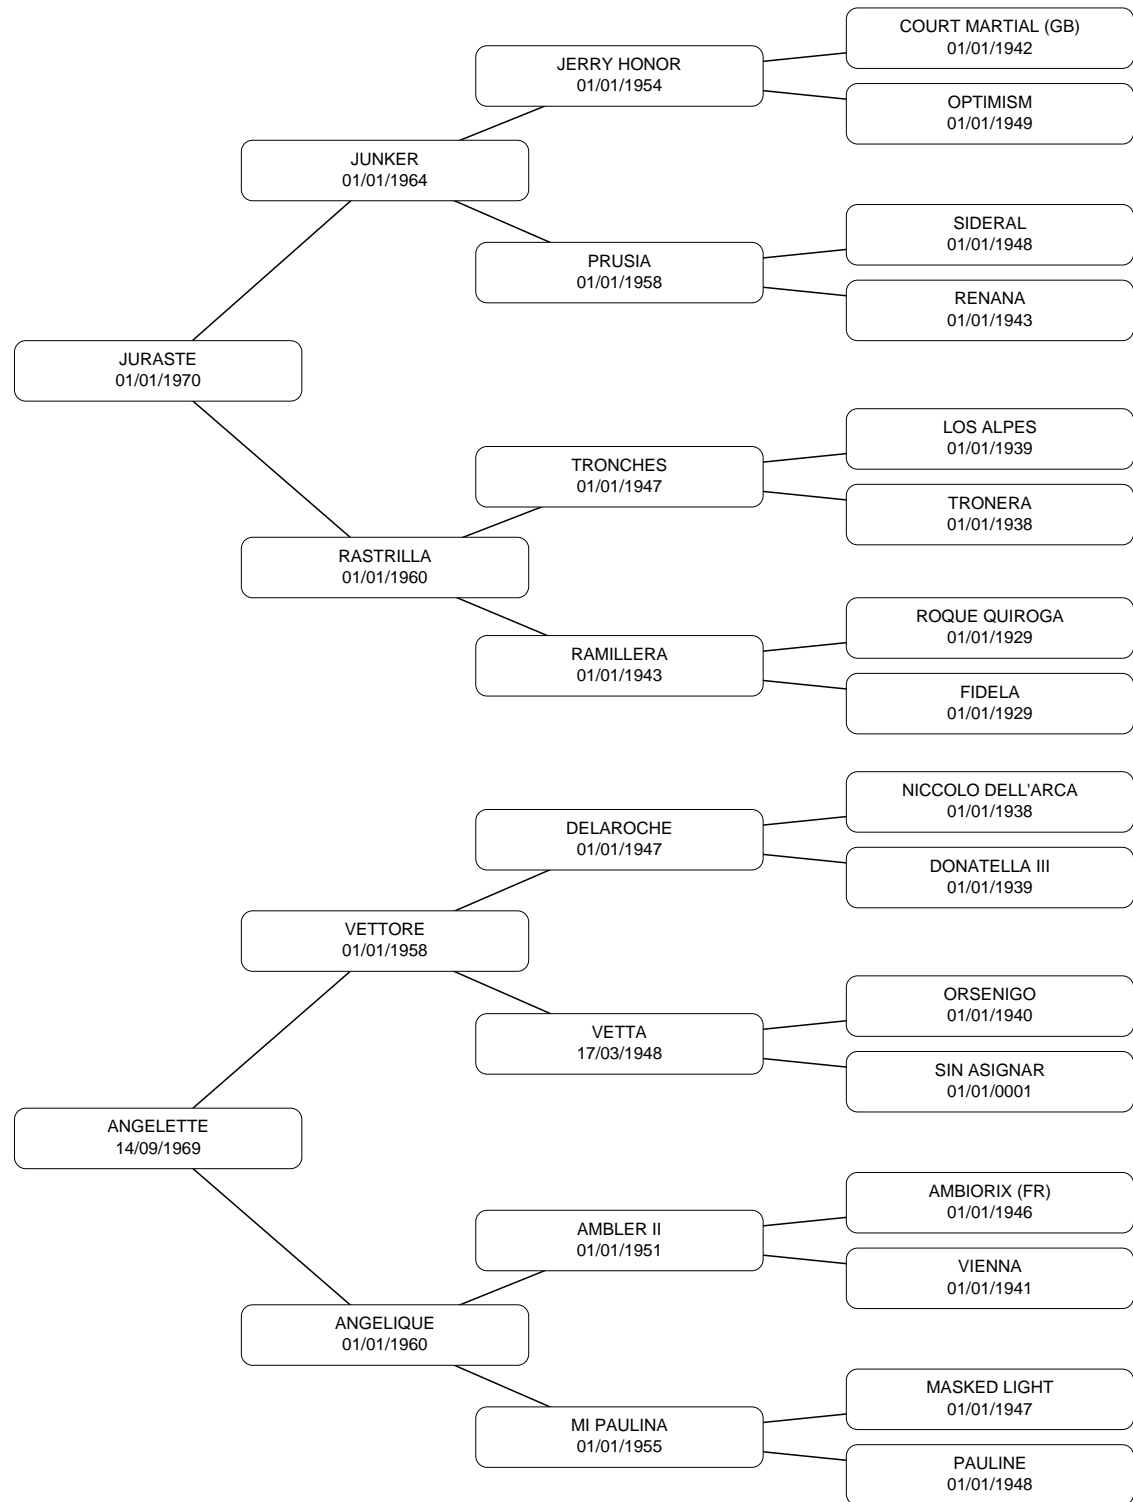 COURT MARTIAL (GB)
01/01/1942
JERRY HONOR
01/01/1954
OPTIMISM
01/01/1949
JUNKER
01/01/1964
SIDERAL
01/01/1948
PRUSIA
01/01/1958
RENANA
01/01/1943
JURASTE
01/01/1970
LOS ALPES
01/01/1939
TRONCHES
01/01/1947
TRONERA
01/01/1938
RASTRILLA
01/01/1960
ROQUE QUIROGA
01/01/1929
RAMILLERA
01/01/1943
FIDELA
01/01/1929
NICCOLO DELL'ARCA
01/01/1938
DELAROCHE
01/01/1947
DONATELLA III
01/01/1939
VETTORE
01/01/1958
ORSENIGO
01/01/1940
VETTA
17/03/1948
SIN ASIGNAR
01/01/0001
ANGELETTE
14/09/1969
AMBIORIX (FR)
01/01/1946
AMBLER II
01/01/1951
VIENNA
01/01/1941
ANGELIQUE
01/01/1960
MASKED LIGHT
01/01/1947
MI PAULINA
01/01/1955
PAULINE
01/01/1948